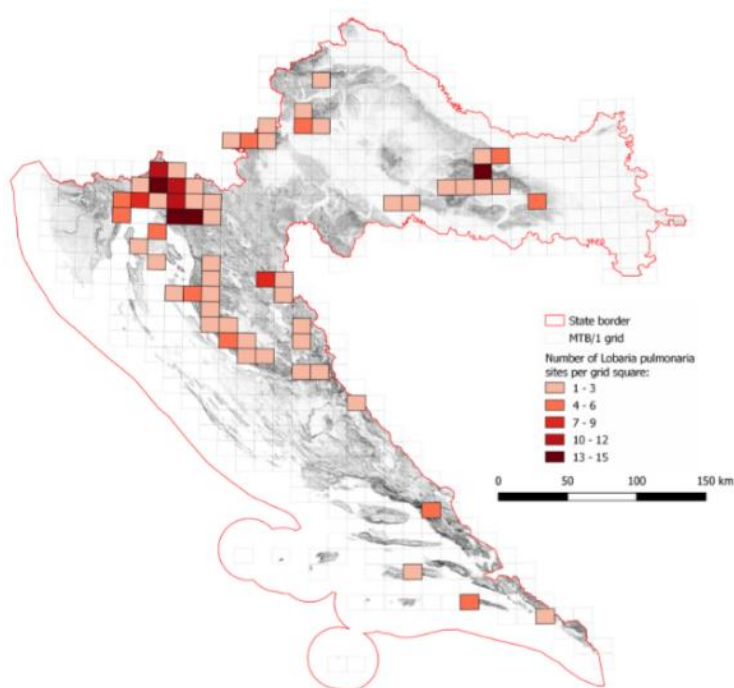 State border
MTB/1 grid
Number of Lobaria pulmonaria
sites per grid square:
1 - 3
4 - 6
7 - 9
10 - 12
13 - 15
0 50 100 150 km